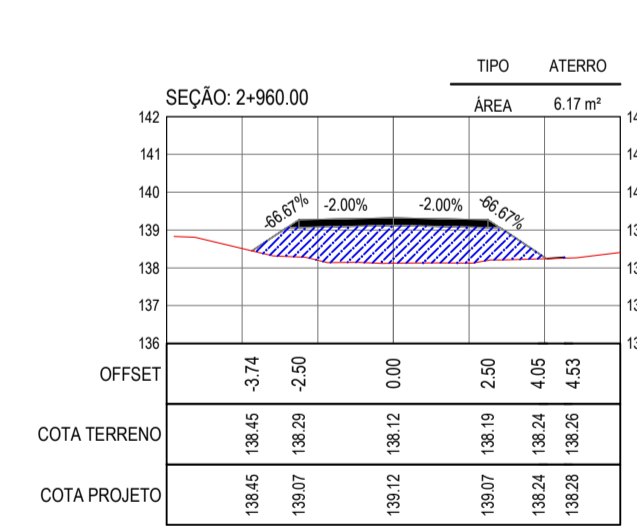 TIPO ATERRO
SEÇÃO: 2+960.00
ÁREA 6.17 m²
142
141
140
139
138
137
136
-66.67% -2.00% -2.00% -66.67%
OFFSET -3.74 -2.50 0.00 2.50 4.05 4.53
COTA TERRENO 138.45 138.29 138.12 138.19 138.24 138.26
COTA PROJETO 138.45 139.07 139.12 139.07 138.24 138.28